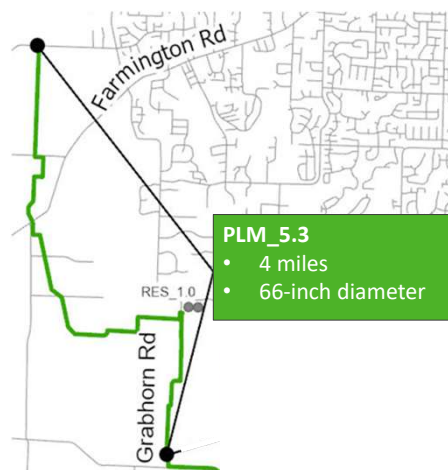 Farmington Rd
PLM_5.3
• 4 miles
• 66-inch diameter
RES_1.0
Grabhorn Rd